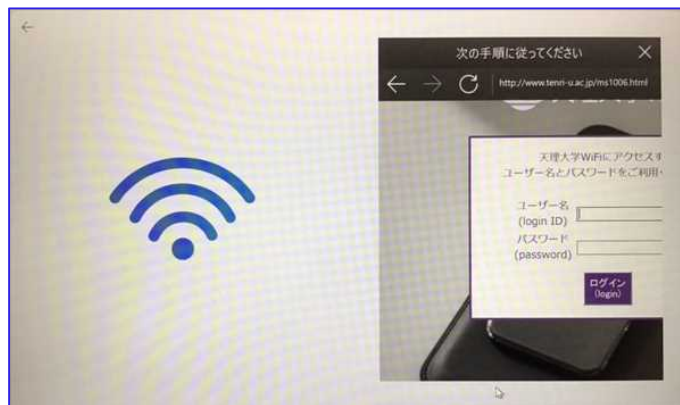 次の手順に従ってください
http://www.tenri-u.ac.jp/ms1006.html
天理大学WiFiにアクセスす
ユーザー名とパスワードをご利用
ユーザー名
(login ID)
パスワード
(password)
ログイン
(login)